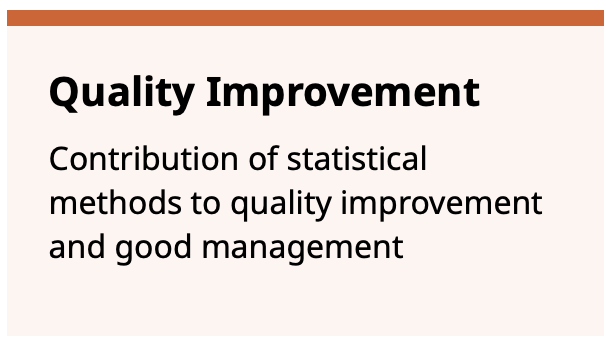 Quality Improvement
Contribution of statistical
methods to quality improvement
and good management